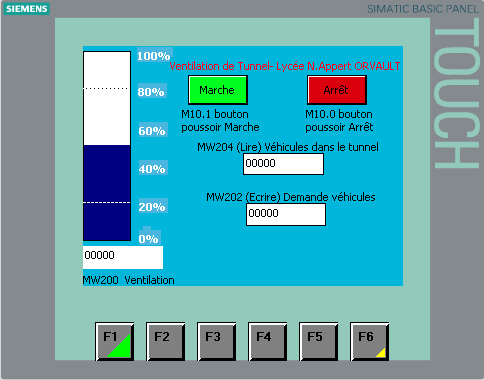 SIEMENS
SIMATIC BASIC PANEL
TOUCH
100%
80%
60%
40%
20%
0%
Ventilation de Tunnel- Lycée N.Appert ORVAULT
Marche
Arrêt
M10.1 bouton
poussoir Marche
M10.0 bouton
poussoir Arrêt
MW204 (Lire) Véhicules dans le tunnel
00000
MW202 (Ecrire) Demande véhicules
00000
00000
MW200 Ventilation
F1
F2
F3
F4
F5
F6